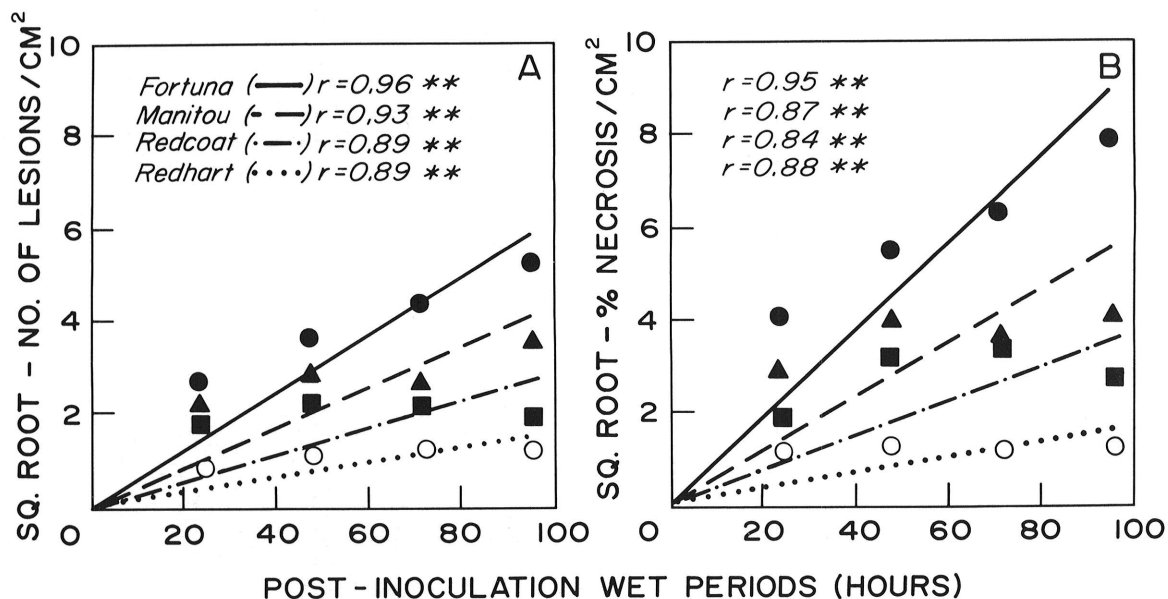 SQ. ROOT - NO. OF LESIONS/CM²
10
8
6
4
2
0
20
40
60
80
100
A
Fortuna (——) r=0.96 **
Manitou (– –) r=0.93 **
Redcoat (–·–·) r=0.89 **
Redhart (·····) r=0.89 **
SQ. ROOT - % NECROSIS/CM²
10
8
6
4
2
0
20
40
60
80
100
B
r=0.95 **
r=0.87 **
r=0.84 **
r=0.88 **
POST-INOCULATION WET PERIODS (HOURS)